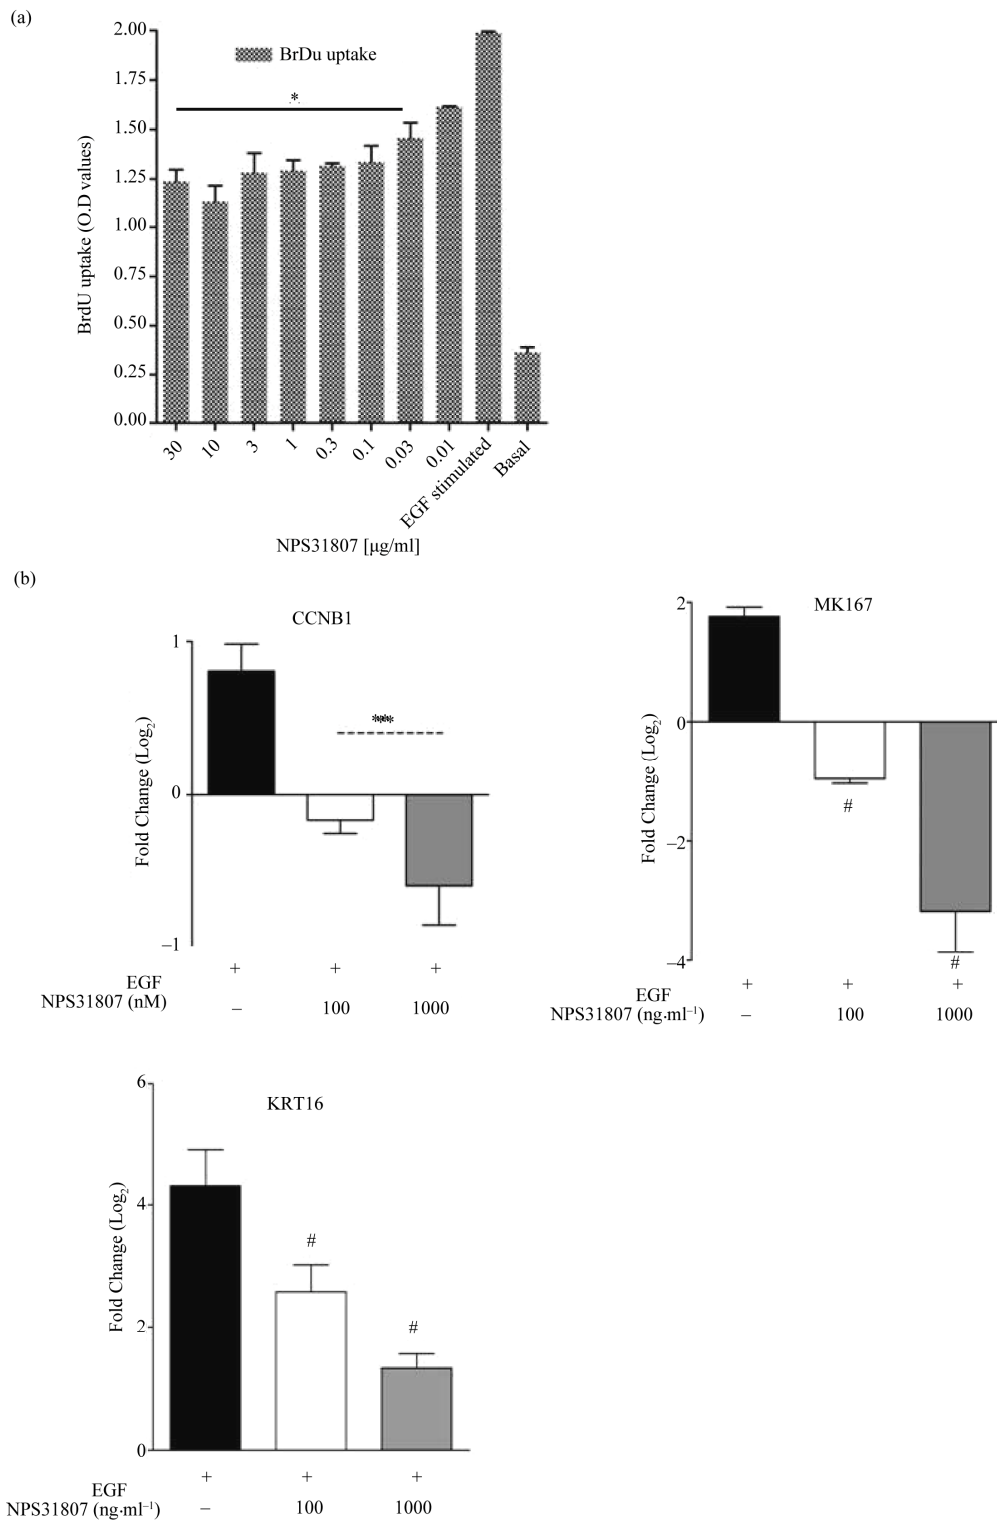 (a)
2.00
1.75
1.50
1.25
1.00
0.75
0.50
0.25
0.00
BrdU uptake (O.D values)
BrDu uptake
*
30
10
3
1
0.3
0.1
0.03
0.01
EGF stimulated
Basal
NPS31807 [μg/ml]
(b)
CCNB1
1
0
–1
Fold Change (Log2)
***
EGF + + +
NPS31807 (nM) – 100 1000
MK167
2
0
–2
–4
Fold Change (Log2)
#
#
EGF + + +
NPS31807 (ng·ml–1) – 100 1000
KRT16
6
4
2
0
Fold Change (Log2)
#
#
EGF + + +
NPS31807 (ng·ml–1) – 100 1000